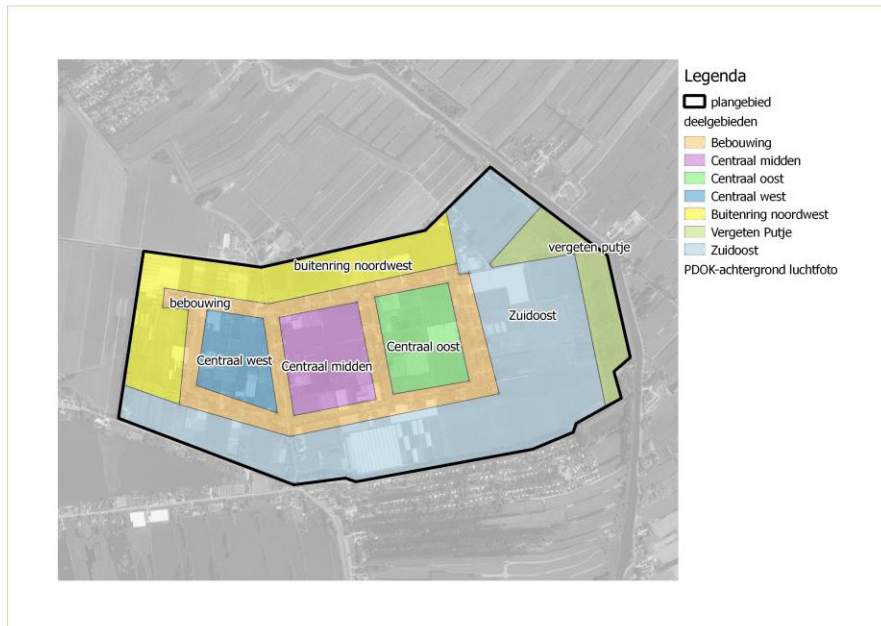 Legenda
plangebied
deelgebieden
Bebouwing
Centraal midden
Centraal oost
Centraal west
Buitenring noordwest
Vergeten Putje
Zuidoost
PDOK-achtergrond luchtfoto
vergeten putje
buitenring noordwest
bebouwing
Zuidoost
Centraal oost
Centraal west
Centraal midden